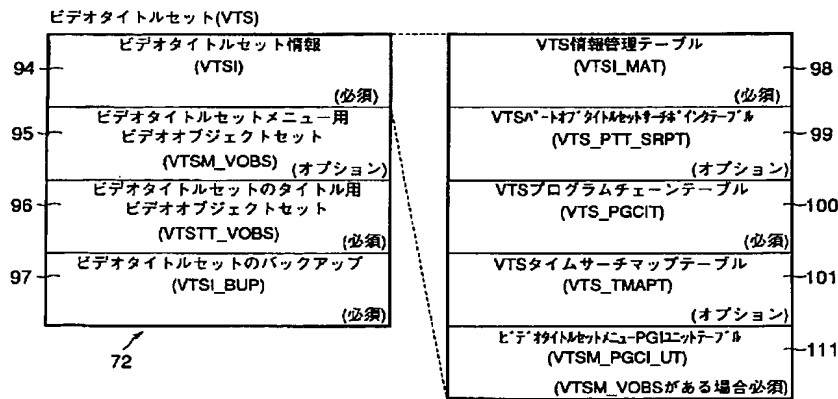 ビデオタイトルセット(VTS)
94
ビデオタイトルセット情報
(VTSI)
(必須)
95
ビデオタイトルセットメニュー用
ビデオオブジェクトセット
(VTSM_VOBS)
(オプション)
96
ビデオタイトルセットのタイトル用
ビデオオブジェクトセット
(VTSTT_VOBS)
(必須)
97
ビデオタイトルセットのバックアップ
(VTSI_BUP)
(必須)
72
VTS情報管理テーブル
(VTSI_MAT)
(必須)
98
VTSパートオブタイトルセットサーチポインタテーブル
(VTS_PTT_SRPT)
(オプション)
99
VTSプログラムチェーンテーブル
(VTS_PGCIT)
(必須)
100
VTSタイムサーチマップテーブル
(VTS_TMAPT)
(オプション)
101
ビデオタイトルセットメニューPGIユニットテーブル
(VTSM_PGCI_UT)
(VTSM_VOBSがある場合必須)
111